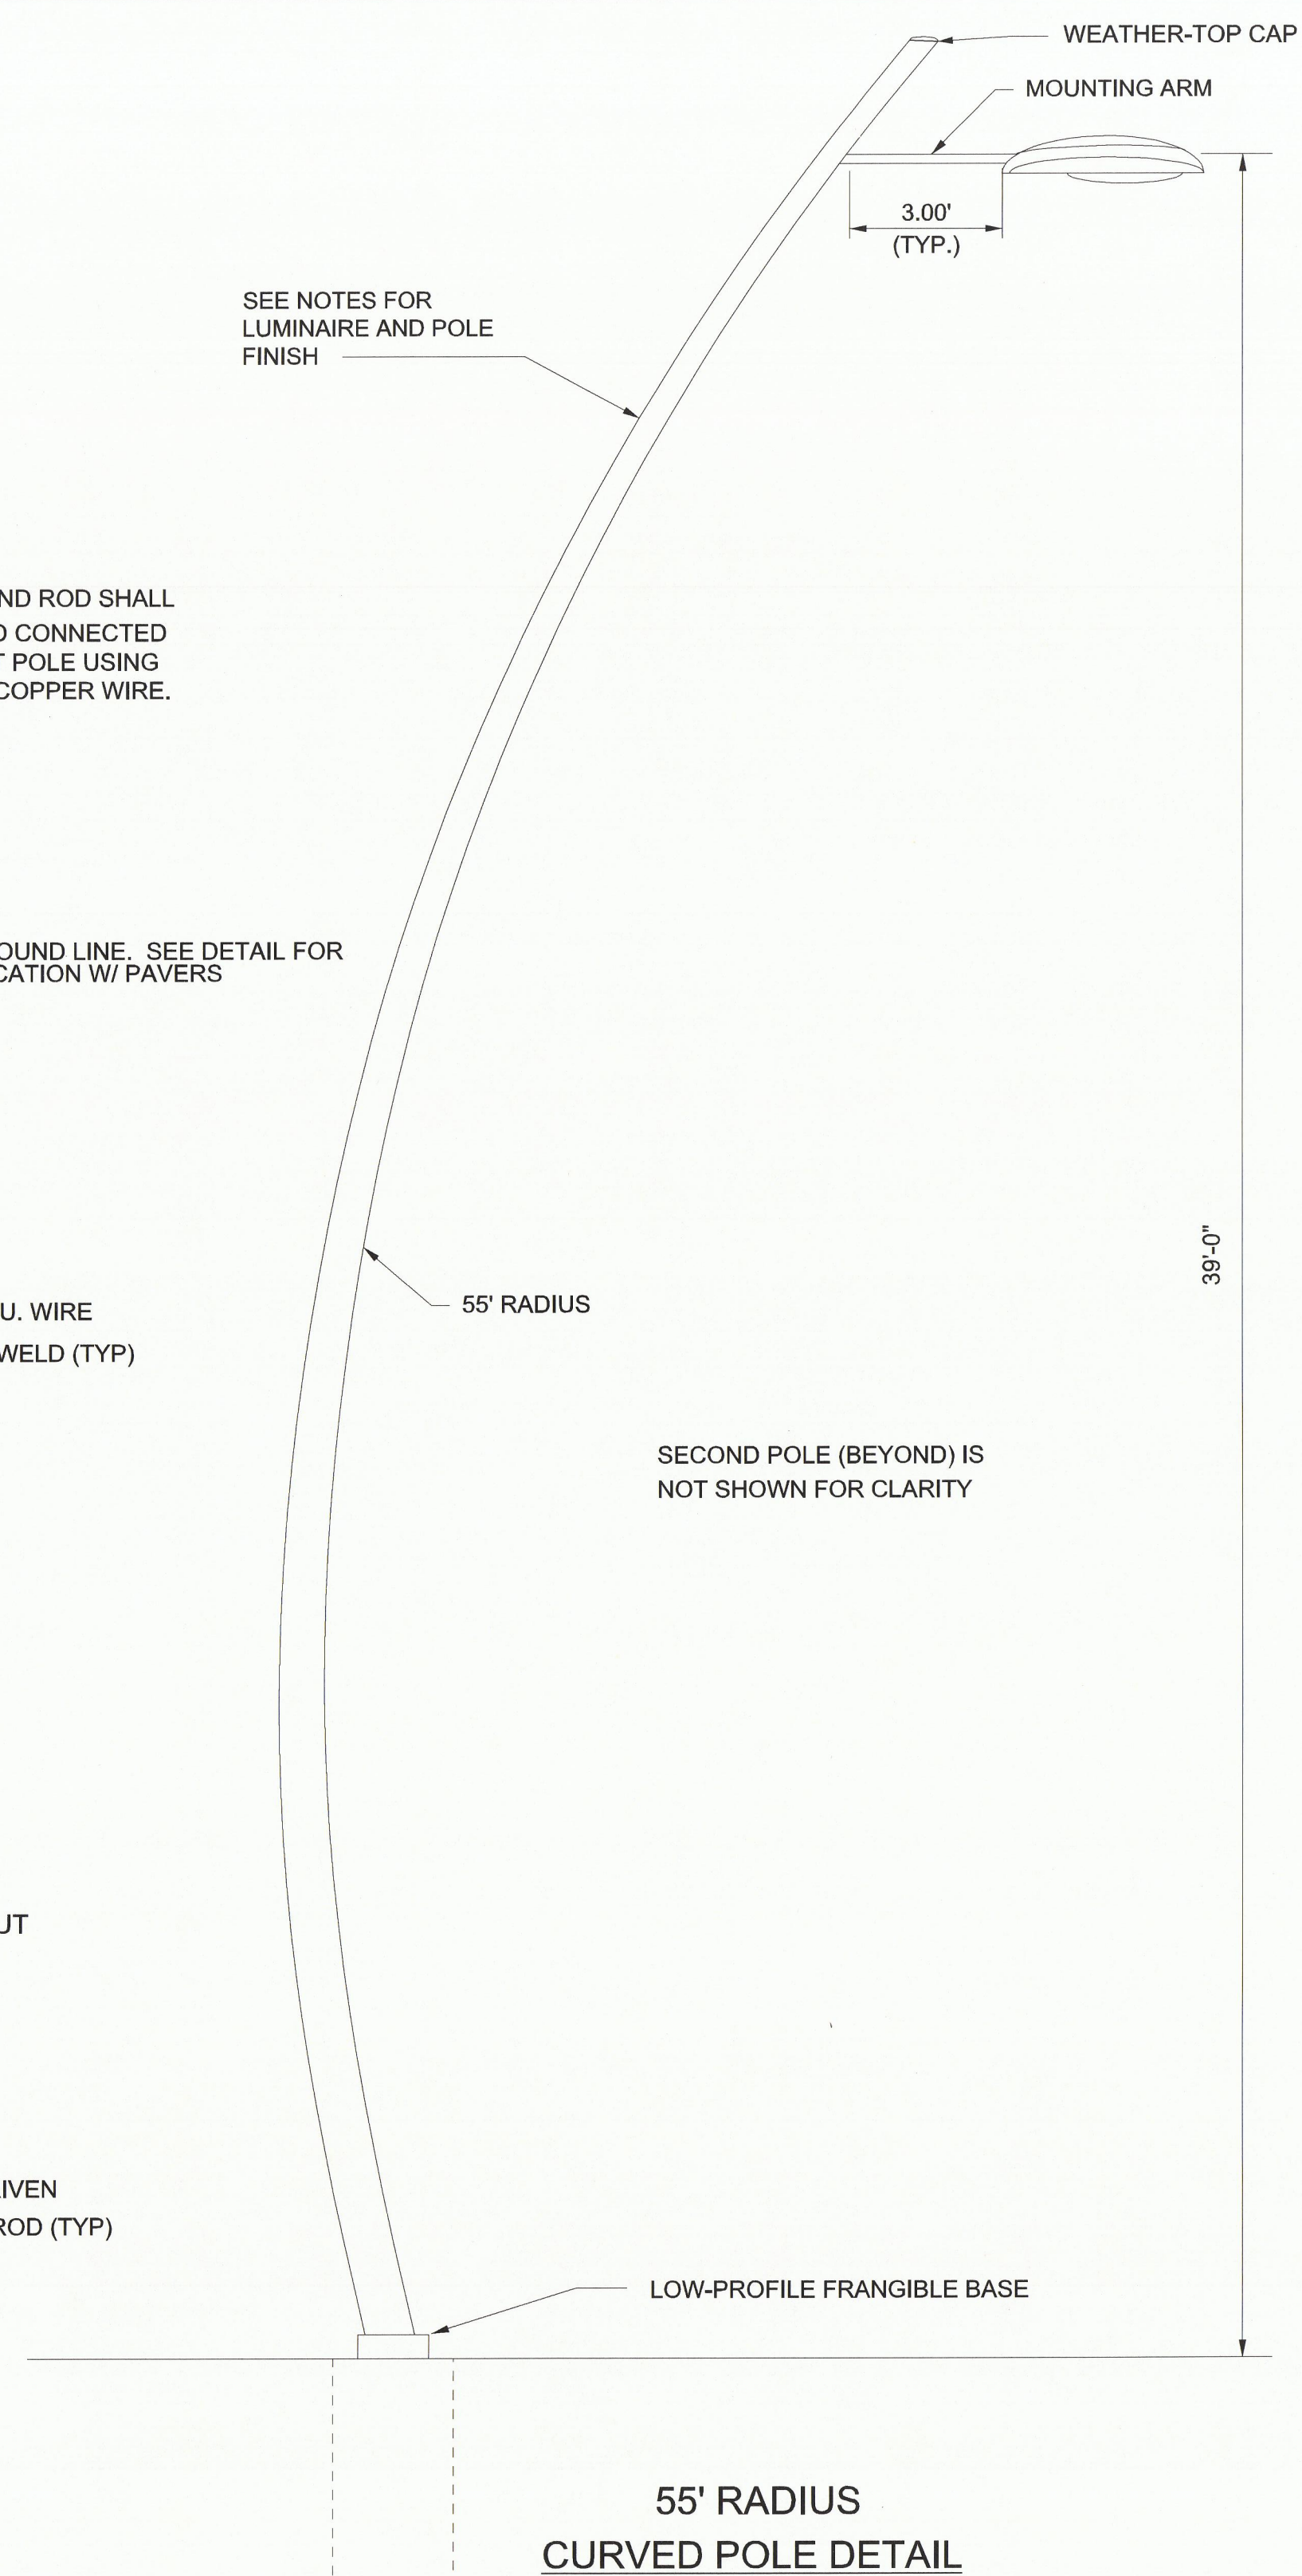 WEATHER-TOP CAP
MOUNTING ARM
3.00'
(TYP.)
SEE NOTES FOR
LUMINAIRE AND POLE
FINISH
ND ROD SHALL
CONNECTED
POLE USING
COPPER WIRE.
OUND LINE. SEE DETAIL FOR
CATION W/ PAVERS
39'-0"
55' RADIUS
U. WIRE
WELD (TYP)
SECOND POLE (BEYOND) IS
NOT SHOWN FOR CLARITY
UT
IVEN
ROD (TYP)
LOW-PROFILE FRANGIBLE BASE
55' RADIUS
CURVED POLE DETAIL